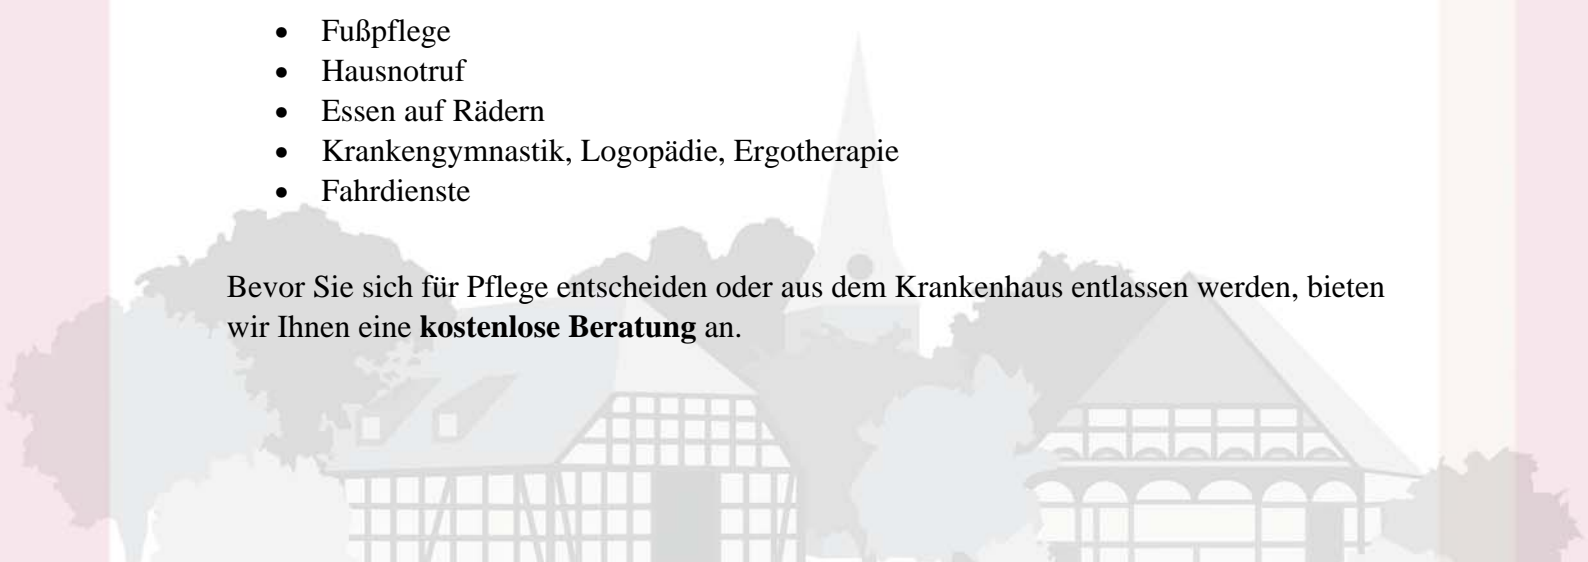 • Fußpflege
• Hausnotruf
• Essen auf Rädern
• Krankengymnastik, Logopädie, Ergotherapie
• Fahrdienste
Bevor Sie sich für Pflege entscheiden oder aus dem Krankenhaus entlassen werden, bieten
wir Ihnen eine kostenlose Beratung an.